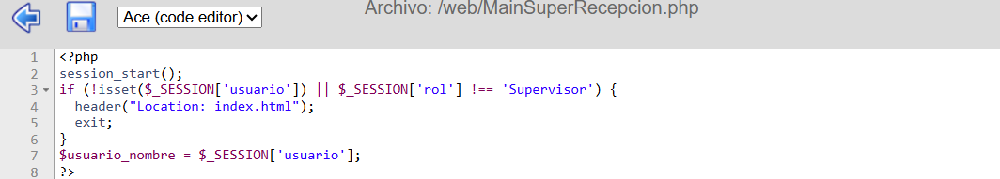 Archivo: /web/MainSuperRecepcion.php
Ace (code editor)
1 <?php
2 session_start();
3 if (!isset($_SESSION['usuario']) || $_SESSION['rol'] !== 'Supervisor') {
4   header("Location: index.html");
5   exit;
6 }
7 $usuario_nombre = $_SESSION['usuario'];
8 ?>